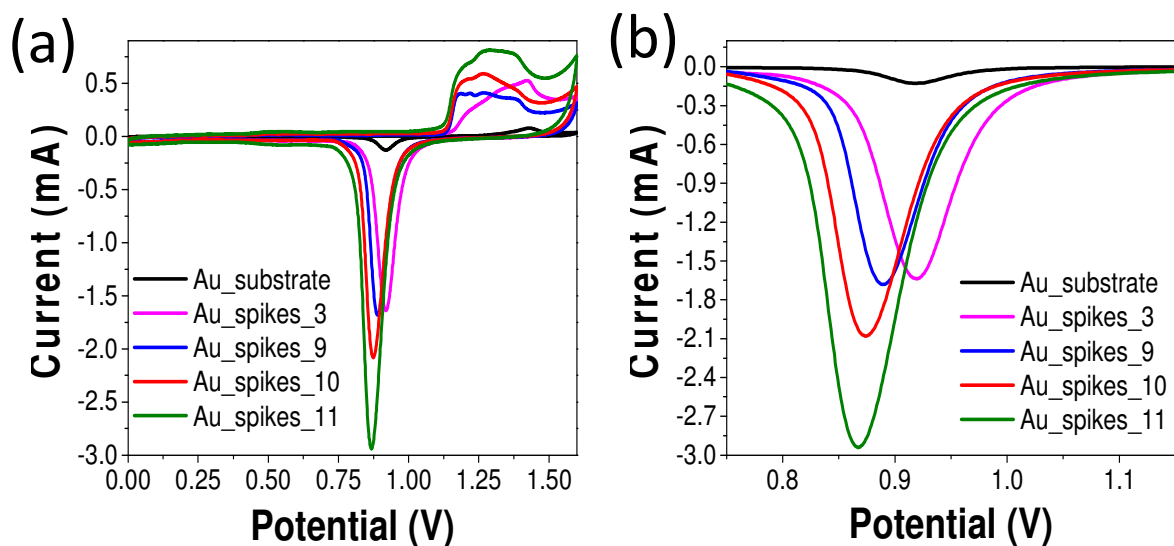 (a)
Current (mA)
0.5
0.0
-0.5
-1.0
-1.5
-2.0
-2.5
-3.0
Au_substrate
Au_spikes_3
Au_spikes_9
Au_spikes_10
Au_spikes_11
0.00 0.25 0.50 0.75 1.00 1.25 1.50
Potential (V)
(b)
Current (mA)
0.0
-0.3
-0.6
-0.9
-1.2
-1.5
-1.8
-2.1
-2.4
-2.7
-3.0
Au_substrate
Au_spikes_3
Au_spikes_9
Au_spikes_10
Au_spikes_11
0.8 0.9 1.0 1.1
Potential (V)